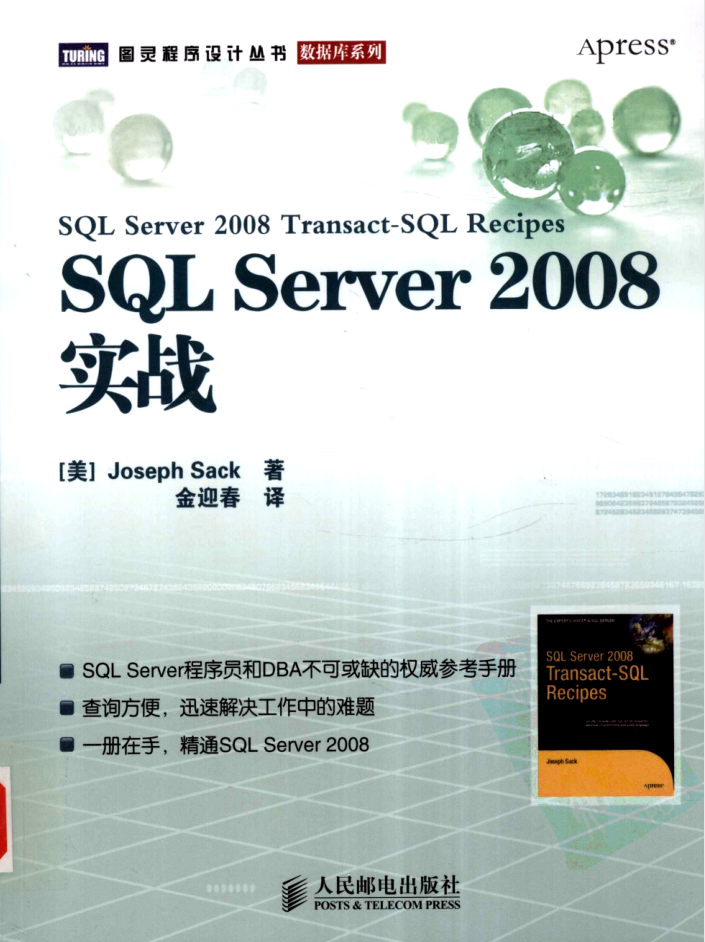 TURING 图灵程序设计丛书 数据库系列
Apress®
SQL Server 2008 Transact-SQL Recipes
SQL Server 2008
实战
[美] Joseph Sack 著
金迎春 译
SQL Server程序员和DBA不可或缺的权威参考手册
查询方便，迅速解决工作中的难题
一册在手，精通SQL Server 2008
SQL Server 2008
Transact-SQL
Recipes
Joseph Sack
Apress
人民邮电出版社
POSTS & TELECOM PRESS